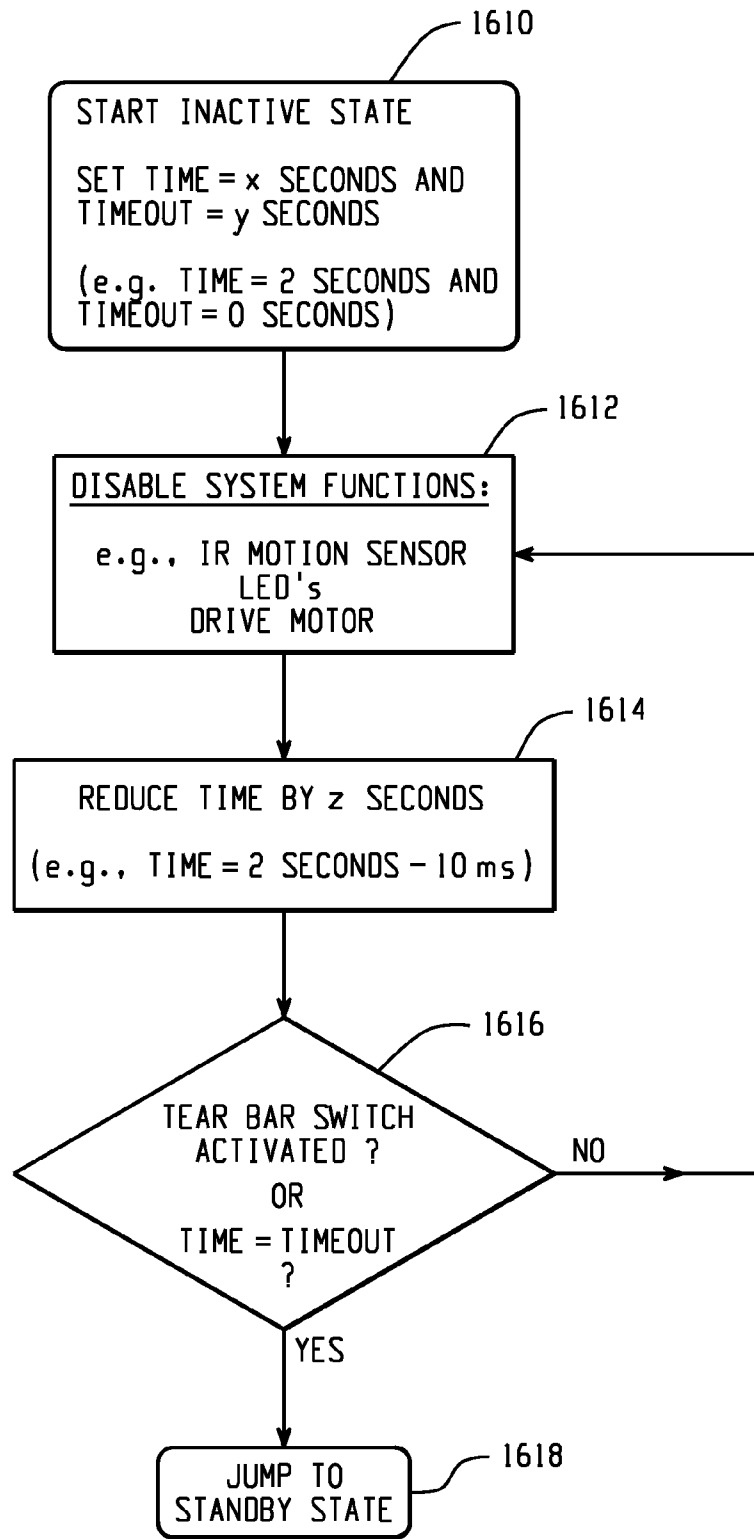 1610
START INACTIVE STATE
SET TIME = x SECONDS AND
TIMEOUT = y SECONDS
(e.g. TIME = 2 SECONDS AND
TIMEOUT = 0 SECONDS)
1612
DISABLE SYSTEM FUNCTIONS:
e.g., IR MOTION SENSOR
LED's
DRIVE MOTOR
1614
REDUCE TIME BY z SECONDS
(e.g., TIME = 2 SECONDS - 10 ms)
1616
TEAR BAR SWITCH
ACTIVATED ?
OR
TIME = TIMEOUT
?
NO
YES
1618
JUMP TO
STANDBY STATE